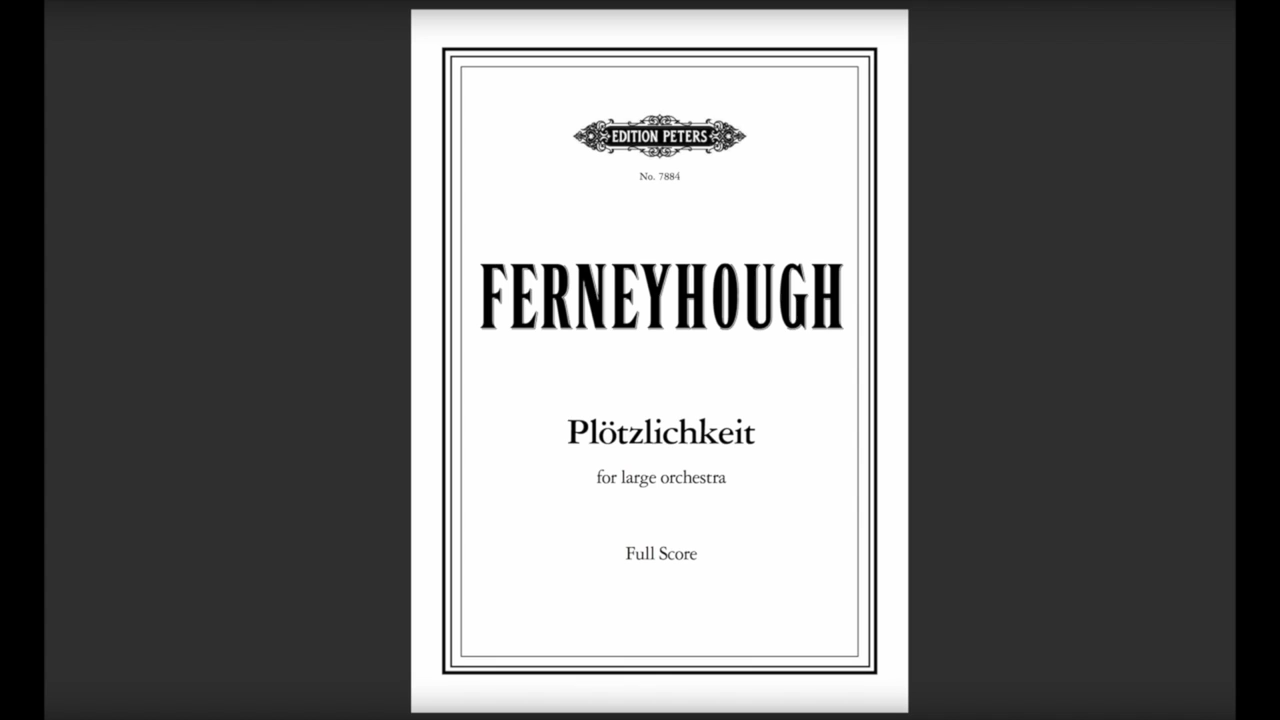 EDITION PETERS
No. 7884
FERNEYHOUGH
Plötzlichkeit
for large orchestra
Full Score